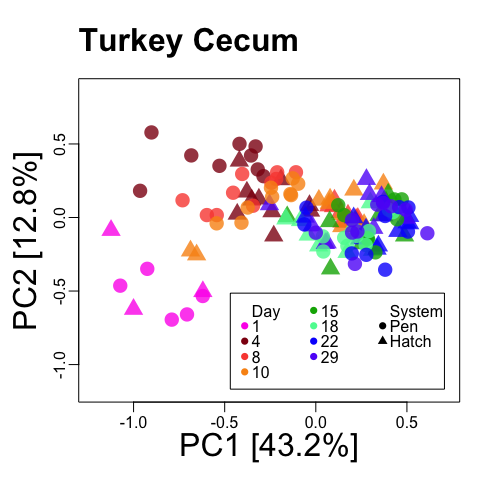 Turkey Cecum
PC2 [12.8%]
0.5
0.0
-0.5
-1.0
Day 15 System
1 18 Pen
4 22 Hatch
8 29
10
-1.0 -0.5 0.0 0.5
PC1 [43.2%]